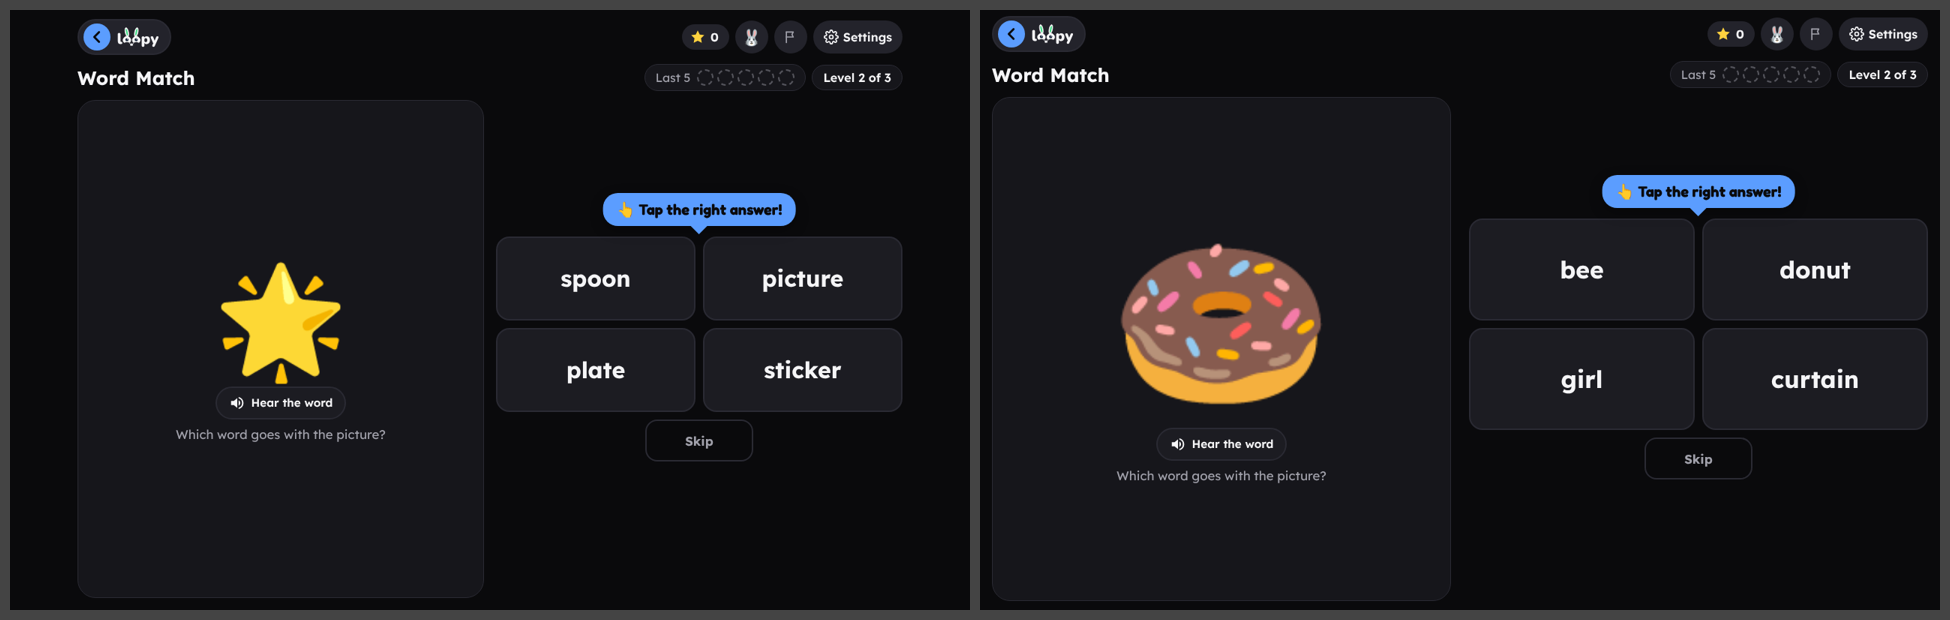 loopy
0
Settings
Word Match
Last 5
Level 2 of 3
👆 Tap the right answer!
spoon
picture
plate
sticker
Hear the word
Which word goes with the picture?
Skip
loopy
0
Settings
Word Match
Last 5
Level 2 of 3
👆 Tap the right answer!
bee
donut
girl
curtain
Hear the word
Which word goes with the picture?
Skip